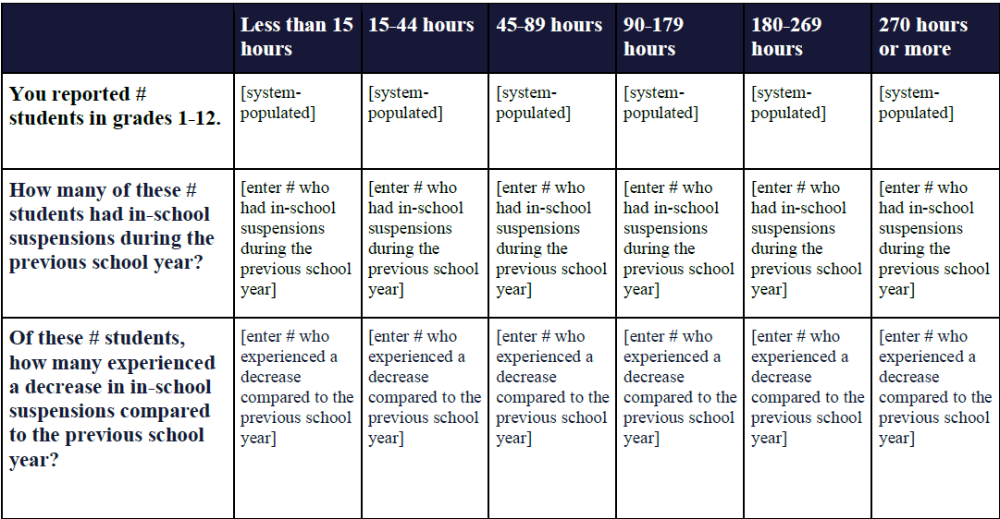 Less than 15
hours
15-44 hours
45-89 hours
90-179
hours
180-269
hours
270 hours
or more
You reported #
students in grades 1-12.
[system-
populated]
[system-
populated]
[system-
populated]
[system-
populated]
[system-
populated]
[system-
populated]
How many of these #
students had in-school
suspensions during the
previous school year?
[enter # who
had in-school
suspensions
during the
previous school
year]
[enter # who
had in-school
suspensions
during the
previous school
year]
[enter # who
had in-school
suspensions
during the
previous school
year]
[enter # who
had in-school
suspensions
during the
previous school
year]
[enter # who
had in-school
suspensions
during the
previous school
year]
[enter # who
had in-school
suspensions
during the
previous school
year]
Of these # students,
how many experienced
a decrease in in-school
suspensions compared
to the previous school
year?
[enter # who
experienced a
decrease
compared to the
previous school
year]
[enter # who
experienced a
decrease
compared to the
previous school
year]
[enter # who
experienced a
decrease
compared to the
previous school
year]
[enter # who
experienced a
decrease
compared to the
previous school
year]
[enter # who
experienced a
decrease
compared to the
previous school
year]
[enter # who
experienced a
decrease
compared to the
previous school
year]